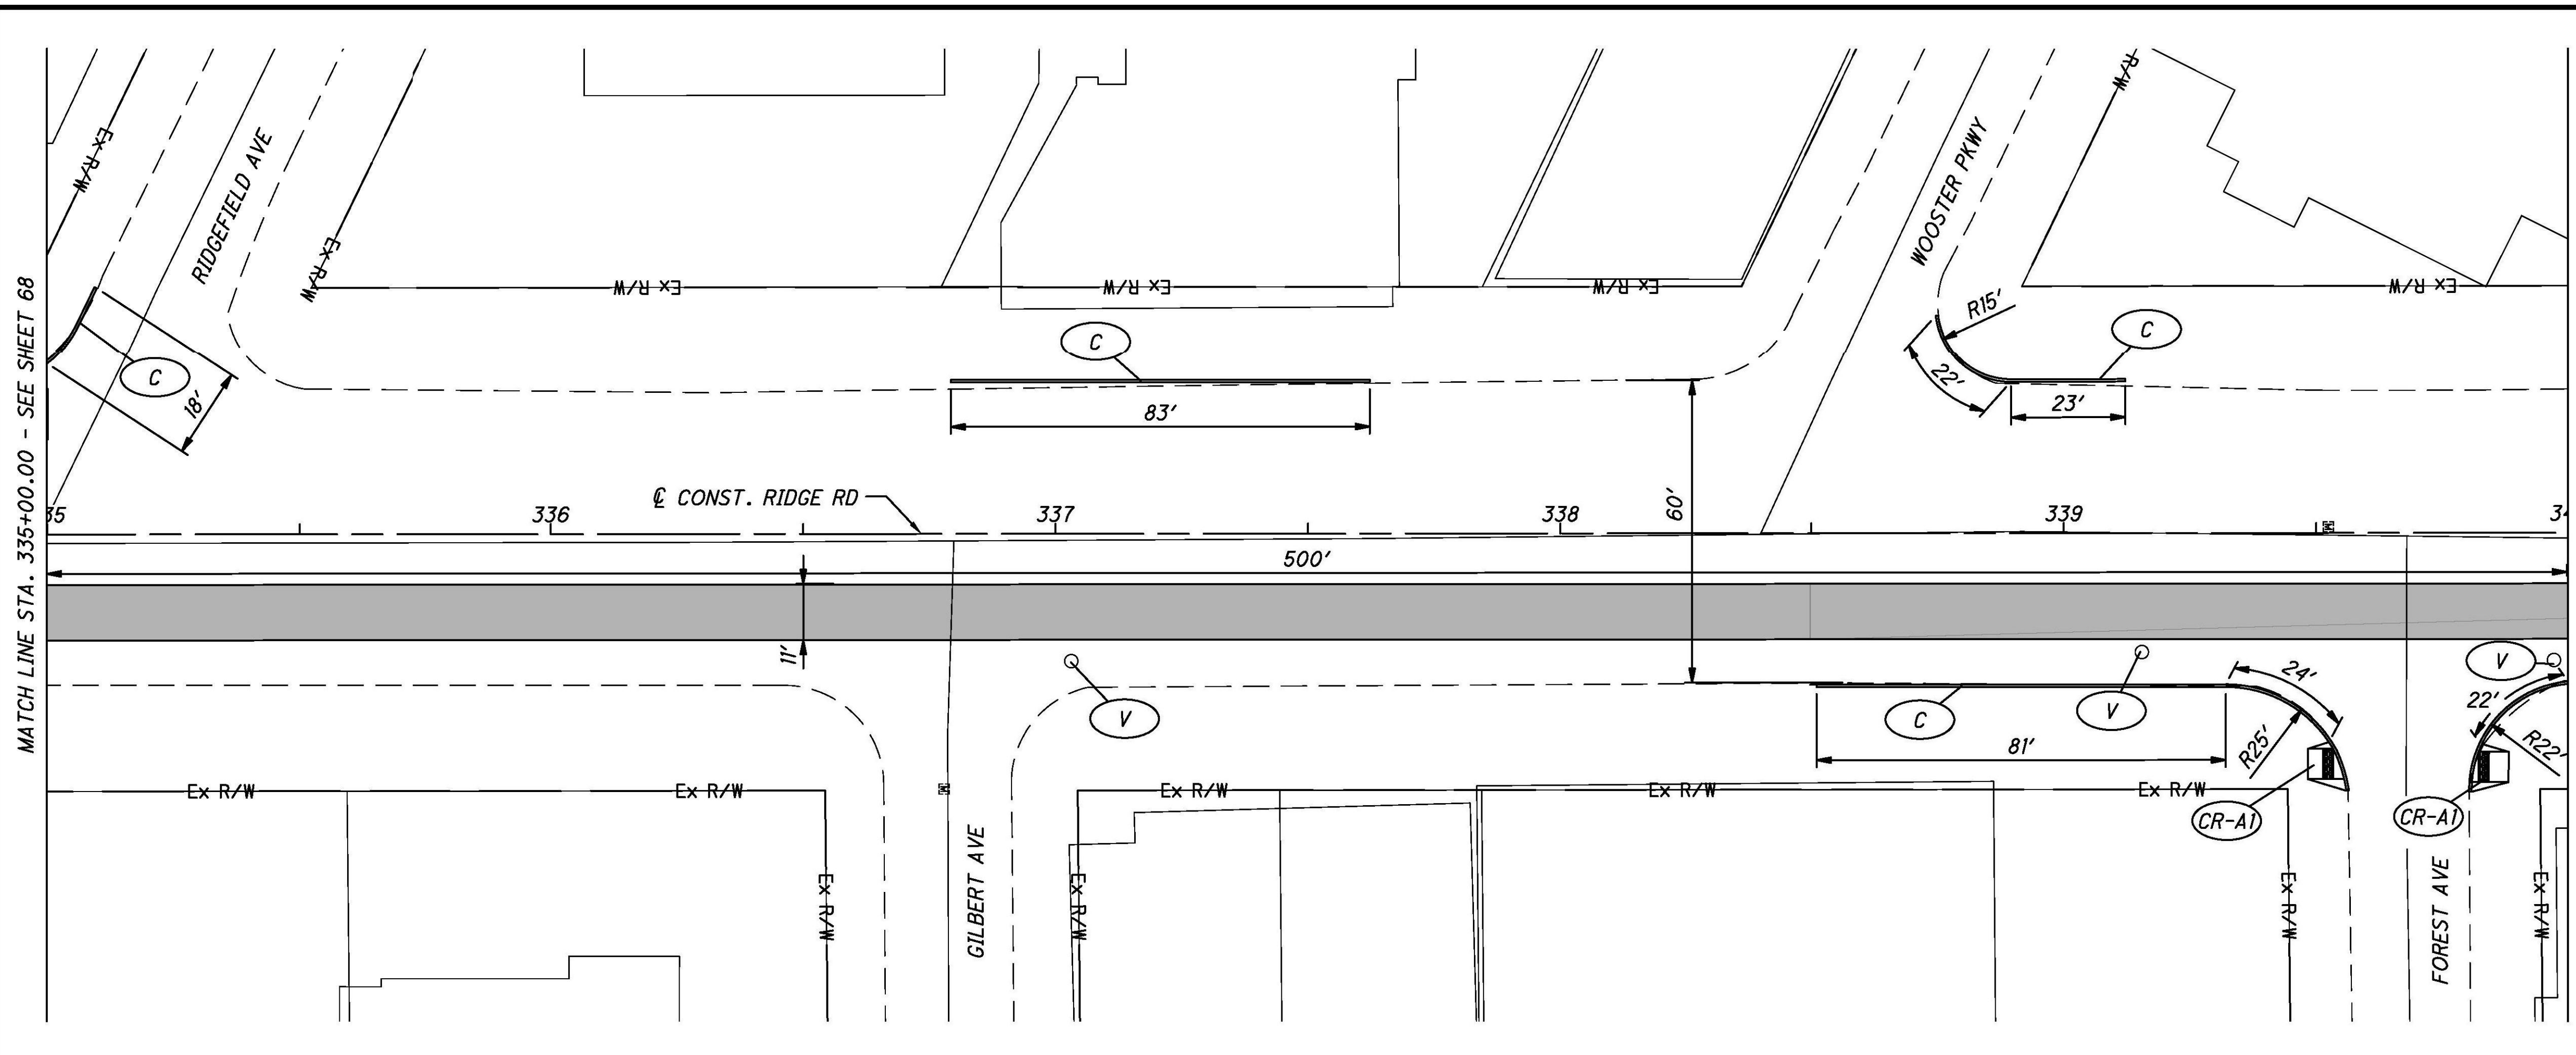 MATCH LINE STA. 335+00.00 - SEE SHEET 68
Ex R/W
RIDGEFIELD AVE
Ex R/W
Ex R/W
Ex R/W
Ex R/W
WOOSTER PKWY
R/W
Ex R/W
C
18'
C
83'
R15'
22'
C
23'
℄ CONST. RIDGE RD
35
336
337
338
339
60'
500'
11'
V
C
V
81'
24'
R25'
22'
V
R22'
CR-A1
CR-A1
Ex R/W
Ex R/W
Ex R/W
Ex R/W
Ex R/W
Ex R/W
GILBERT AVE
Ex R/W
Ex R/W
FOREST AVE
Ex R/W